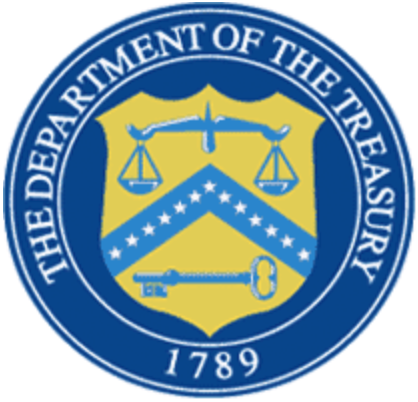 THE DEPARTMENT OF THE TREASURY
1789